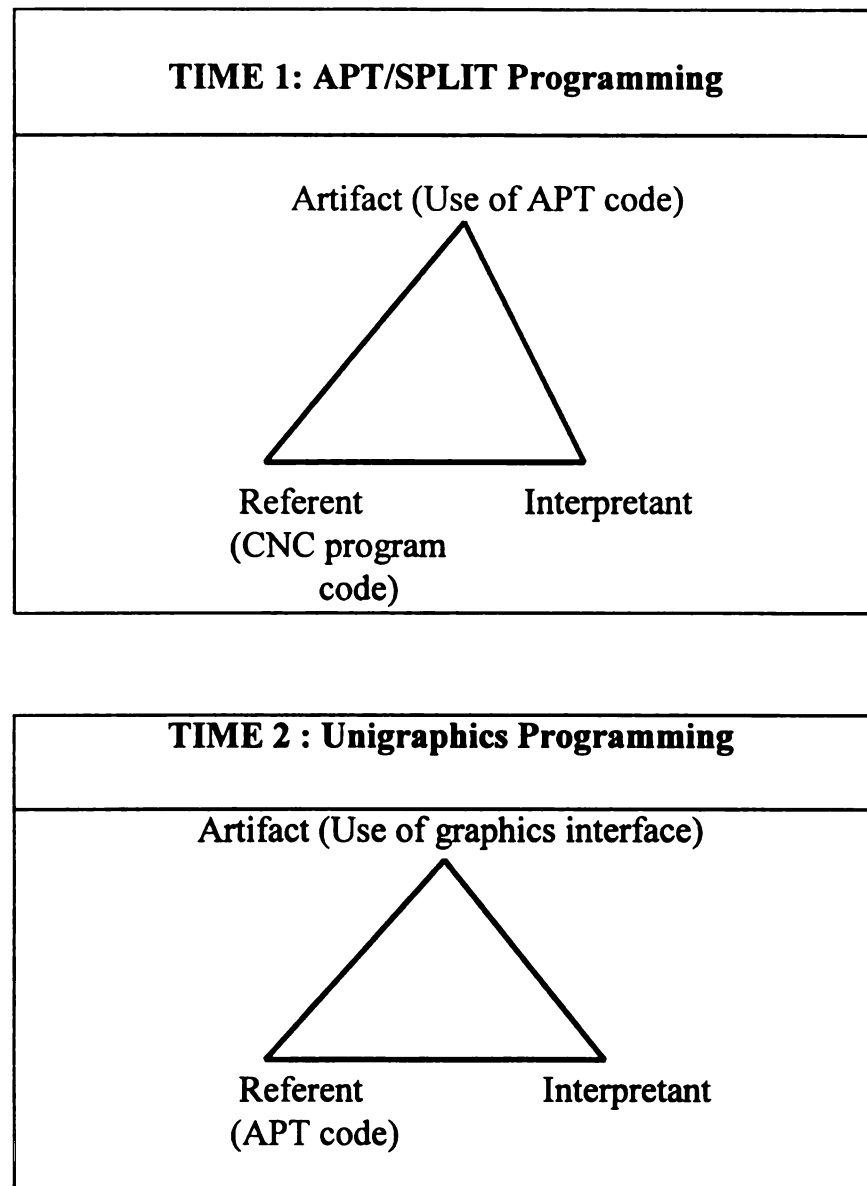 TIME 1: APT/SPLIT Programming
Artifact (Use of APT code)
Referent Interpretant
(CNC program
code)
TIME 2 : Unigraphics Programming
Artifact (Use of graphics interface)
Referent Interpretant
(APT code)